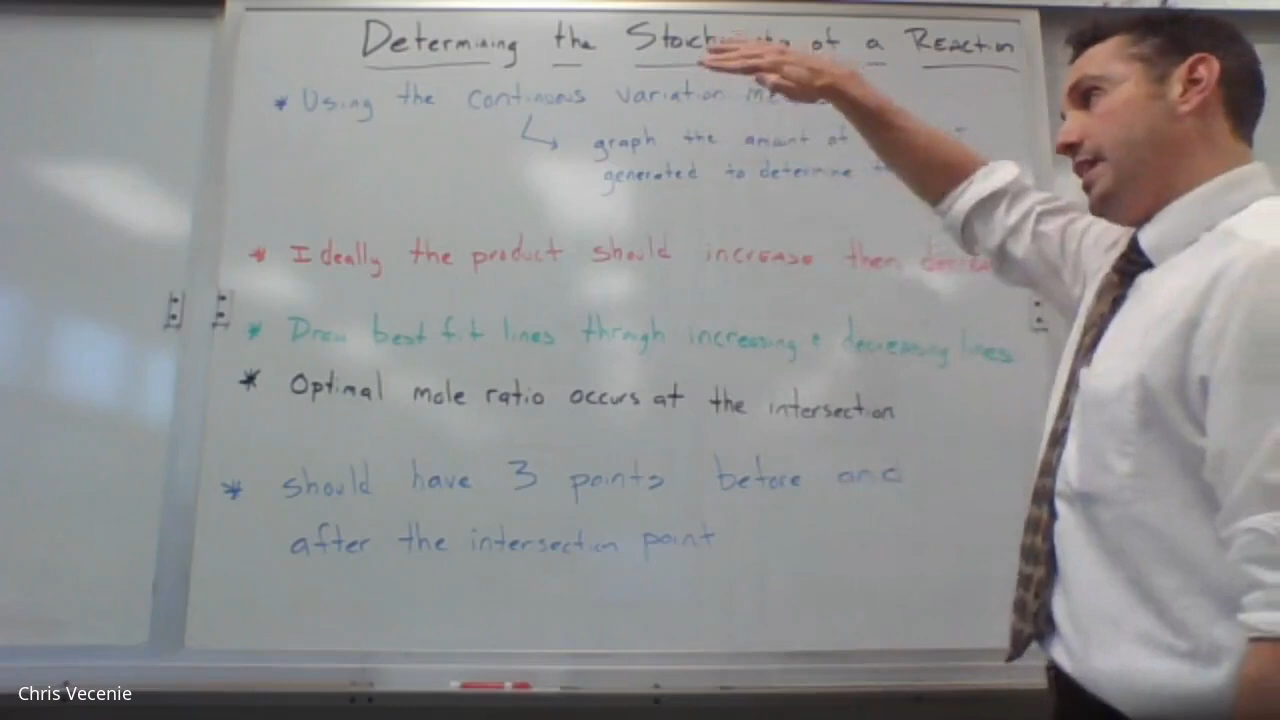 Determining the Stoich of a Reaction
* Using the continuous variation
graph the amount of
generated to determine
* Ideally the product should increase then
* Draw best fit lines through increasing & decreasing lines
* Optimal mole ratio occurs at the intersection
* should have 3 points before and
after the intersection point
Chris Vecenie